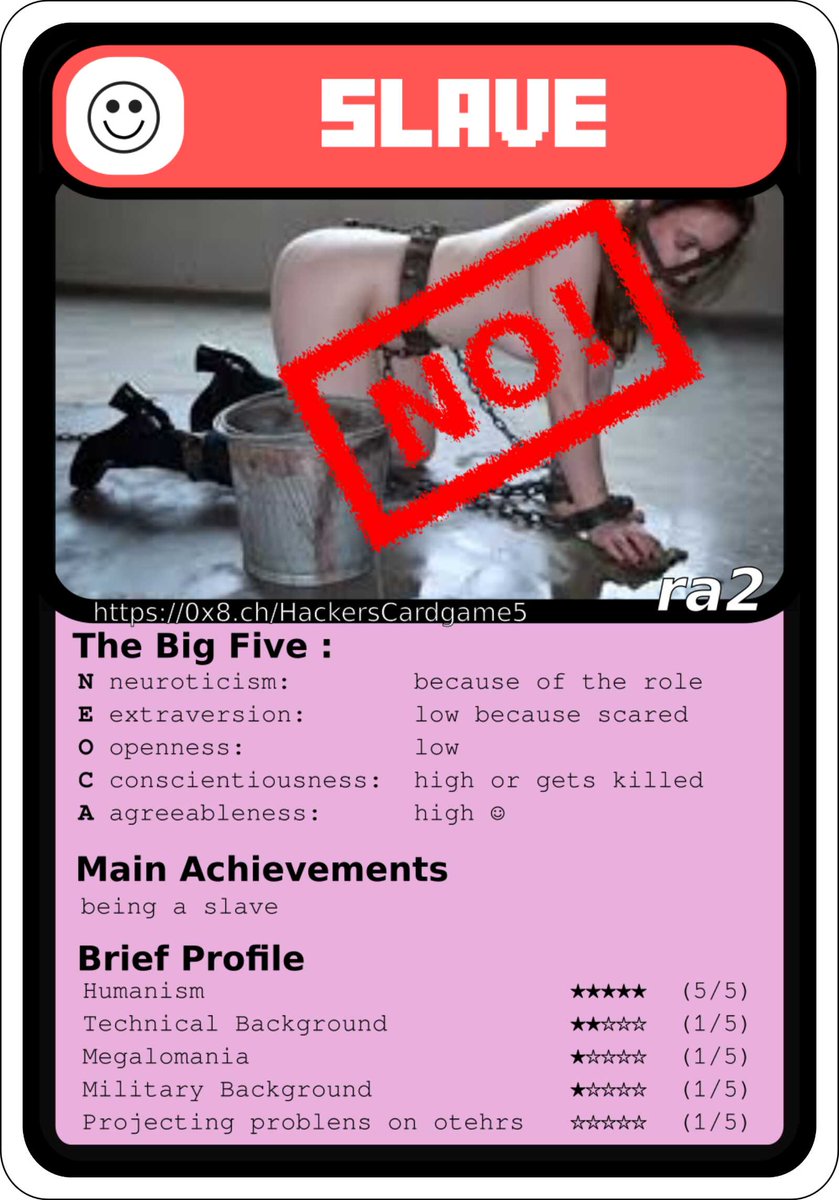 SLAVE
NO!
ra2
https://0x8.ch/HackersCardgame5
The Big Five :
N neuroticism: because of the role
E extraversion: low because scared
O openness: low
C conscientiousness: high or gets killed
A agreeableness: high ☺
Main Achievements
being a slave
Brief Profile
Humanism ★★★★★ (5/5)
Technical Background ★★☆☆☆ (1/5)
Megalomania ★☆☆☆☆ (1/5)
Military Background ★☆☆☆☆ (1/5)
Projecting problens on otehrs ☆☆☆☆☆ (1/5)